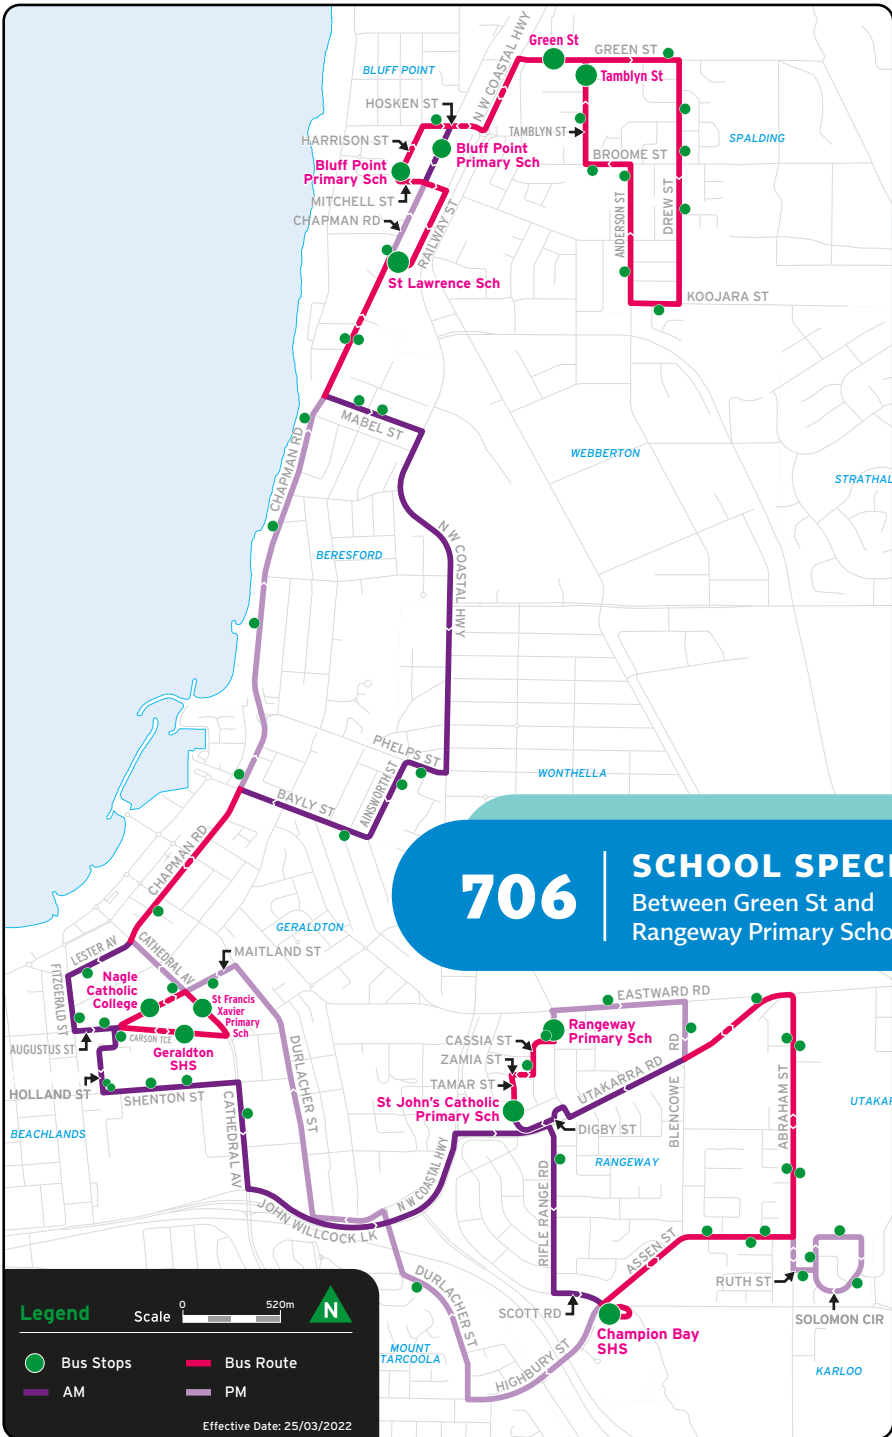 Green St
GREEN ST
N W COASTAL HWY
BLUFF POINT
Tamblyn St
HOSKEN ST
TAMBLYN ST
SPALDING
HARRISON ST
Bluff Point
Primary Sch
BROOME ST
Bluff Point
Primary Sch
MITCHELL ST
CHAPMAN RD
RAILWAY ST
ANDERSON ST
DREW ST
St Lawrence Sch
KOOJARA ST
MABEL ST
CHAPMAN RD
WEBBERTON
STRATHAL
BERESFORD
N W COASTAL HWY
PHELPS ST
WONTHELLA
AINSWORTH ST
BAYLY ST
CHAPMAN RD
706
SCHOOL SPECI
Between Green St and
Rangeway Primary Scho
GERALDTON
LESTER AV
CATHEDRAL AV
MAITLAND ST
FITZGERALD ST
Nagle
Catholic
College
St Francis
Xavier
Primary
Sch
EASTWARD RD
Rangeway
Primary Sch
CASSIA ST
AUGUSTUS ST
CARSON TCE
Geraldton
SHS
ZAMIA ST
TAMAR ST
UTAKARRA RD
BLENCOWE RD
ABRAHAM ST
DURLACHER ST
HOLLAND ST
SHENTON ST
CATHEDRAL AV
St John's Catholic
Primary Sch
UTAKAR
DIGBY ST
BEACHLANDS
RANGEWAY
N W COASTAL HWY
RIFLE RANGE RD
JOHN WILLCOCK LK
ASSEN ST
RUTH ST
SOLOMON CIR
DURLACHER ST
SCOTT RD
Champion Bay
SHS
MOUNT
TARCOOLA
HIGHBURY ST
KARLOO
Legend
Scale
0
520m
N
Bus Stops
Bus Route
AM
PM
Effective Date: 25/03/2022